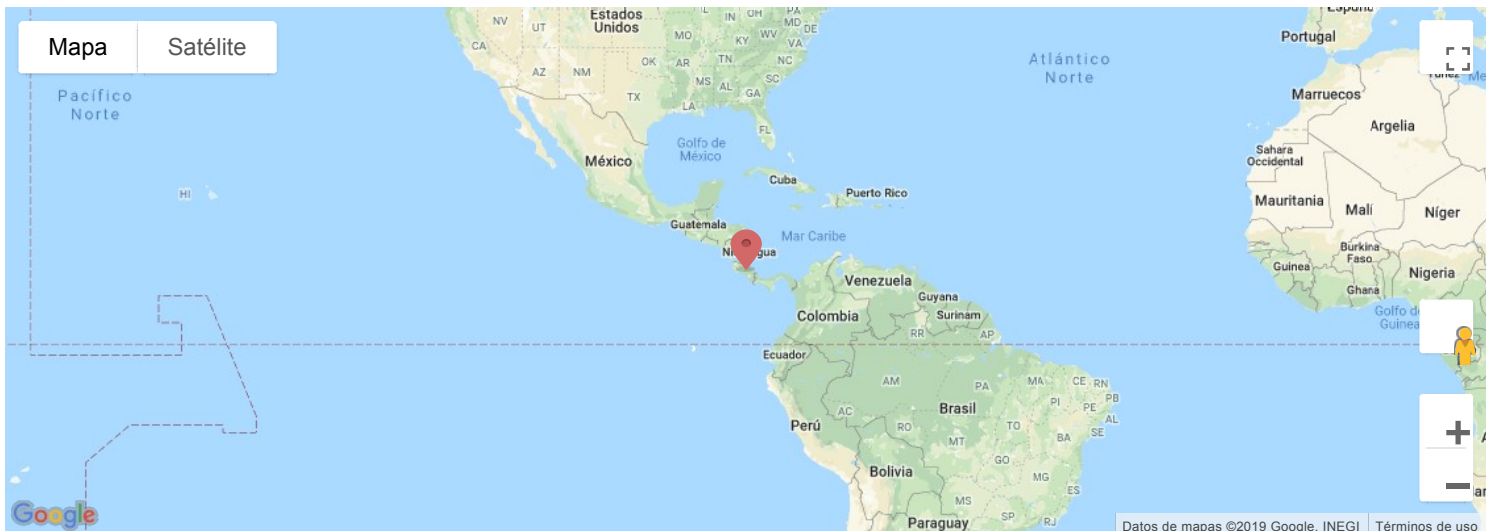 Mapa
Satélite
Estados
Unidos
NV
UT
CA
AZ
NM
TX
OK
MO
AR
LA
MS
AL
TN
KY
IL
IN
OH
WV
VA
PA
MD
DE
NC
SC
GA
FL
Pacífico
Norte
HI
Atlántico
Norte
Golfo de
México
México
Cuba
Puerto Rico
Guatemala
Mar Caribe
Venezuela
Guyana
Surinam
Colombia
RR
AP
Ecuador
AM
PA
MA
CE
RN
PB
PI
PE
AL
SE
AC
RO
TO
BA
MT
Brasil
Perú
GO
MG
ES
Bolivia
MS
SP
RJ
Paraguay
Portugal
Marruecos
Argelia
Sahara
Occidental
Mauritania
Malí
Níger
Burkina
Faso
Guinea
Ghana
Nigeria
Guinea
Google
Datos de mapas ©2019 Google, INEGI
Términos de uso